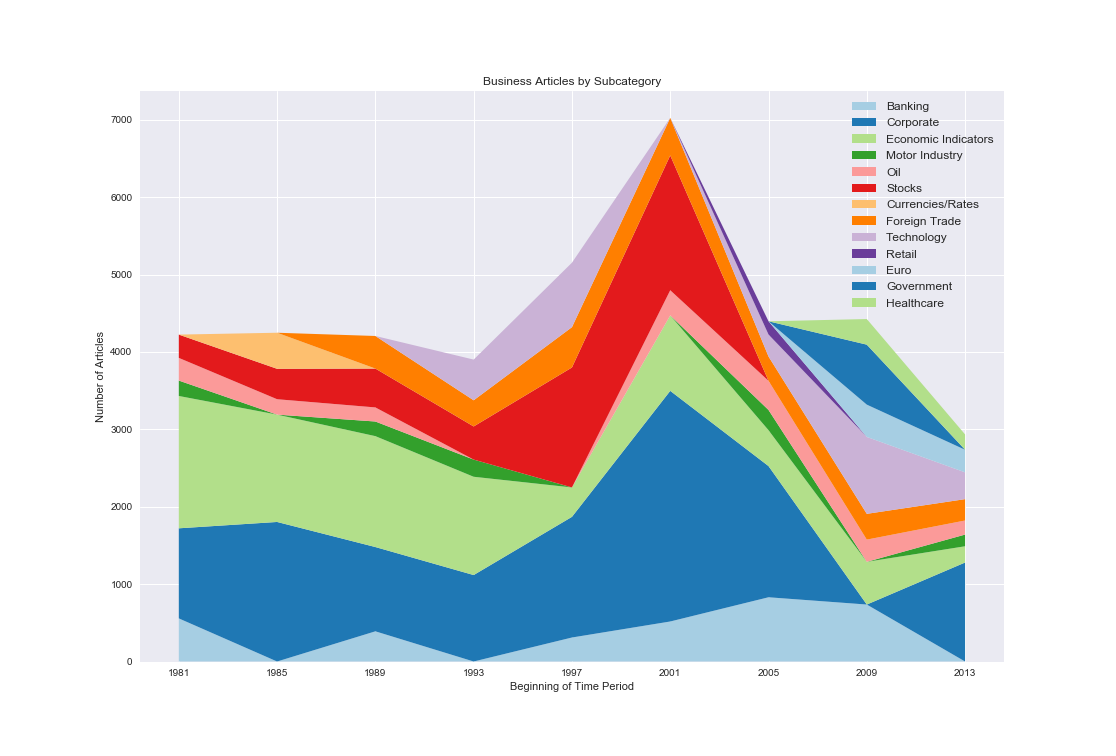 Business Articles by Subcategory
Banking
Corporate
Economic Indicators
Motor Industry
Oil
Stocks
Currencies/Rates
Foreign Trade
Technology
Retail
Euro
Government
Healthcare
Number of Articles
7000
6000
5000
4000
3000
2000
1000
0
1981 1985 1989 1993 1997 2001 2005 2009 2013
Beginning of Time Period